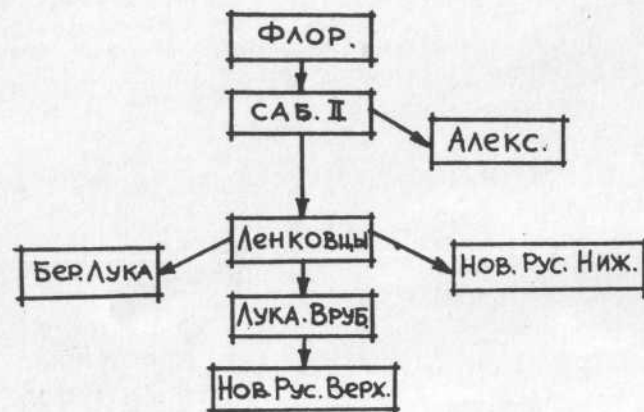 Флор.
Саб. II
Алекс.
Ленковцы
Бер. Лука
Нов. Рус. Ниж.
Лука. Вруб.
Нов. Рус. Верх.